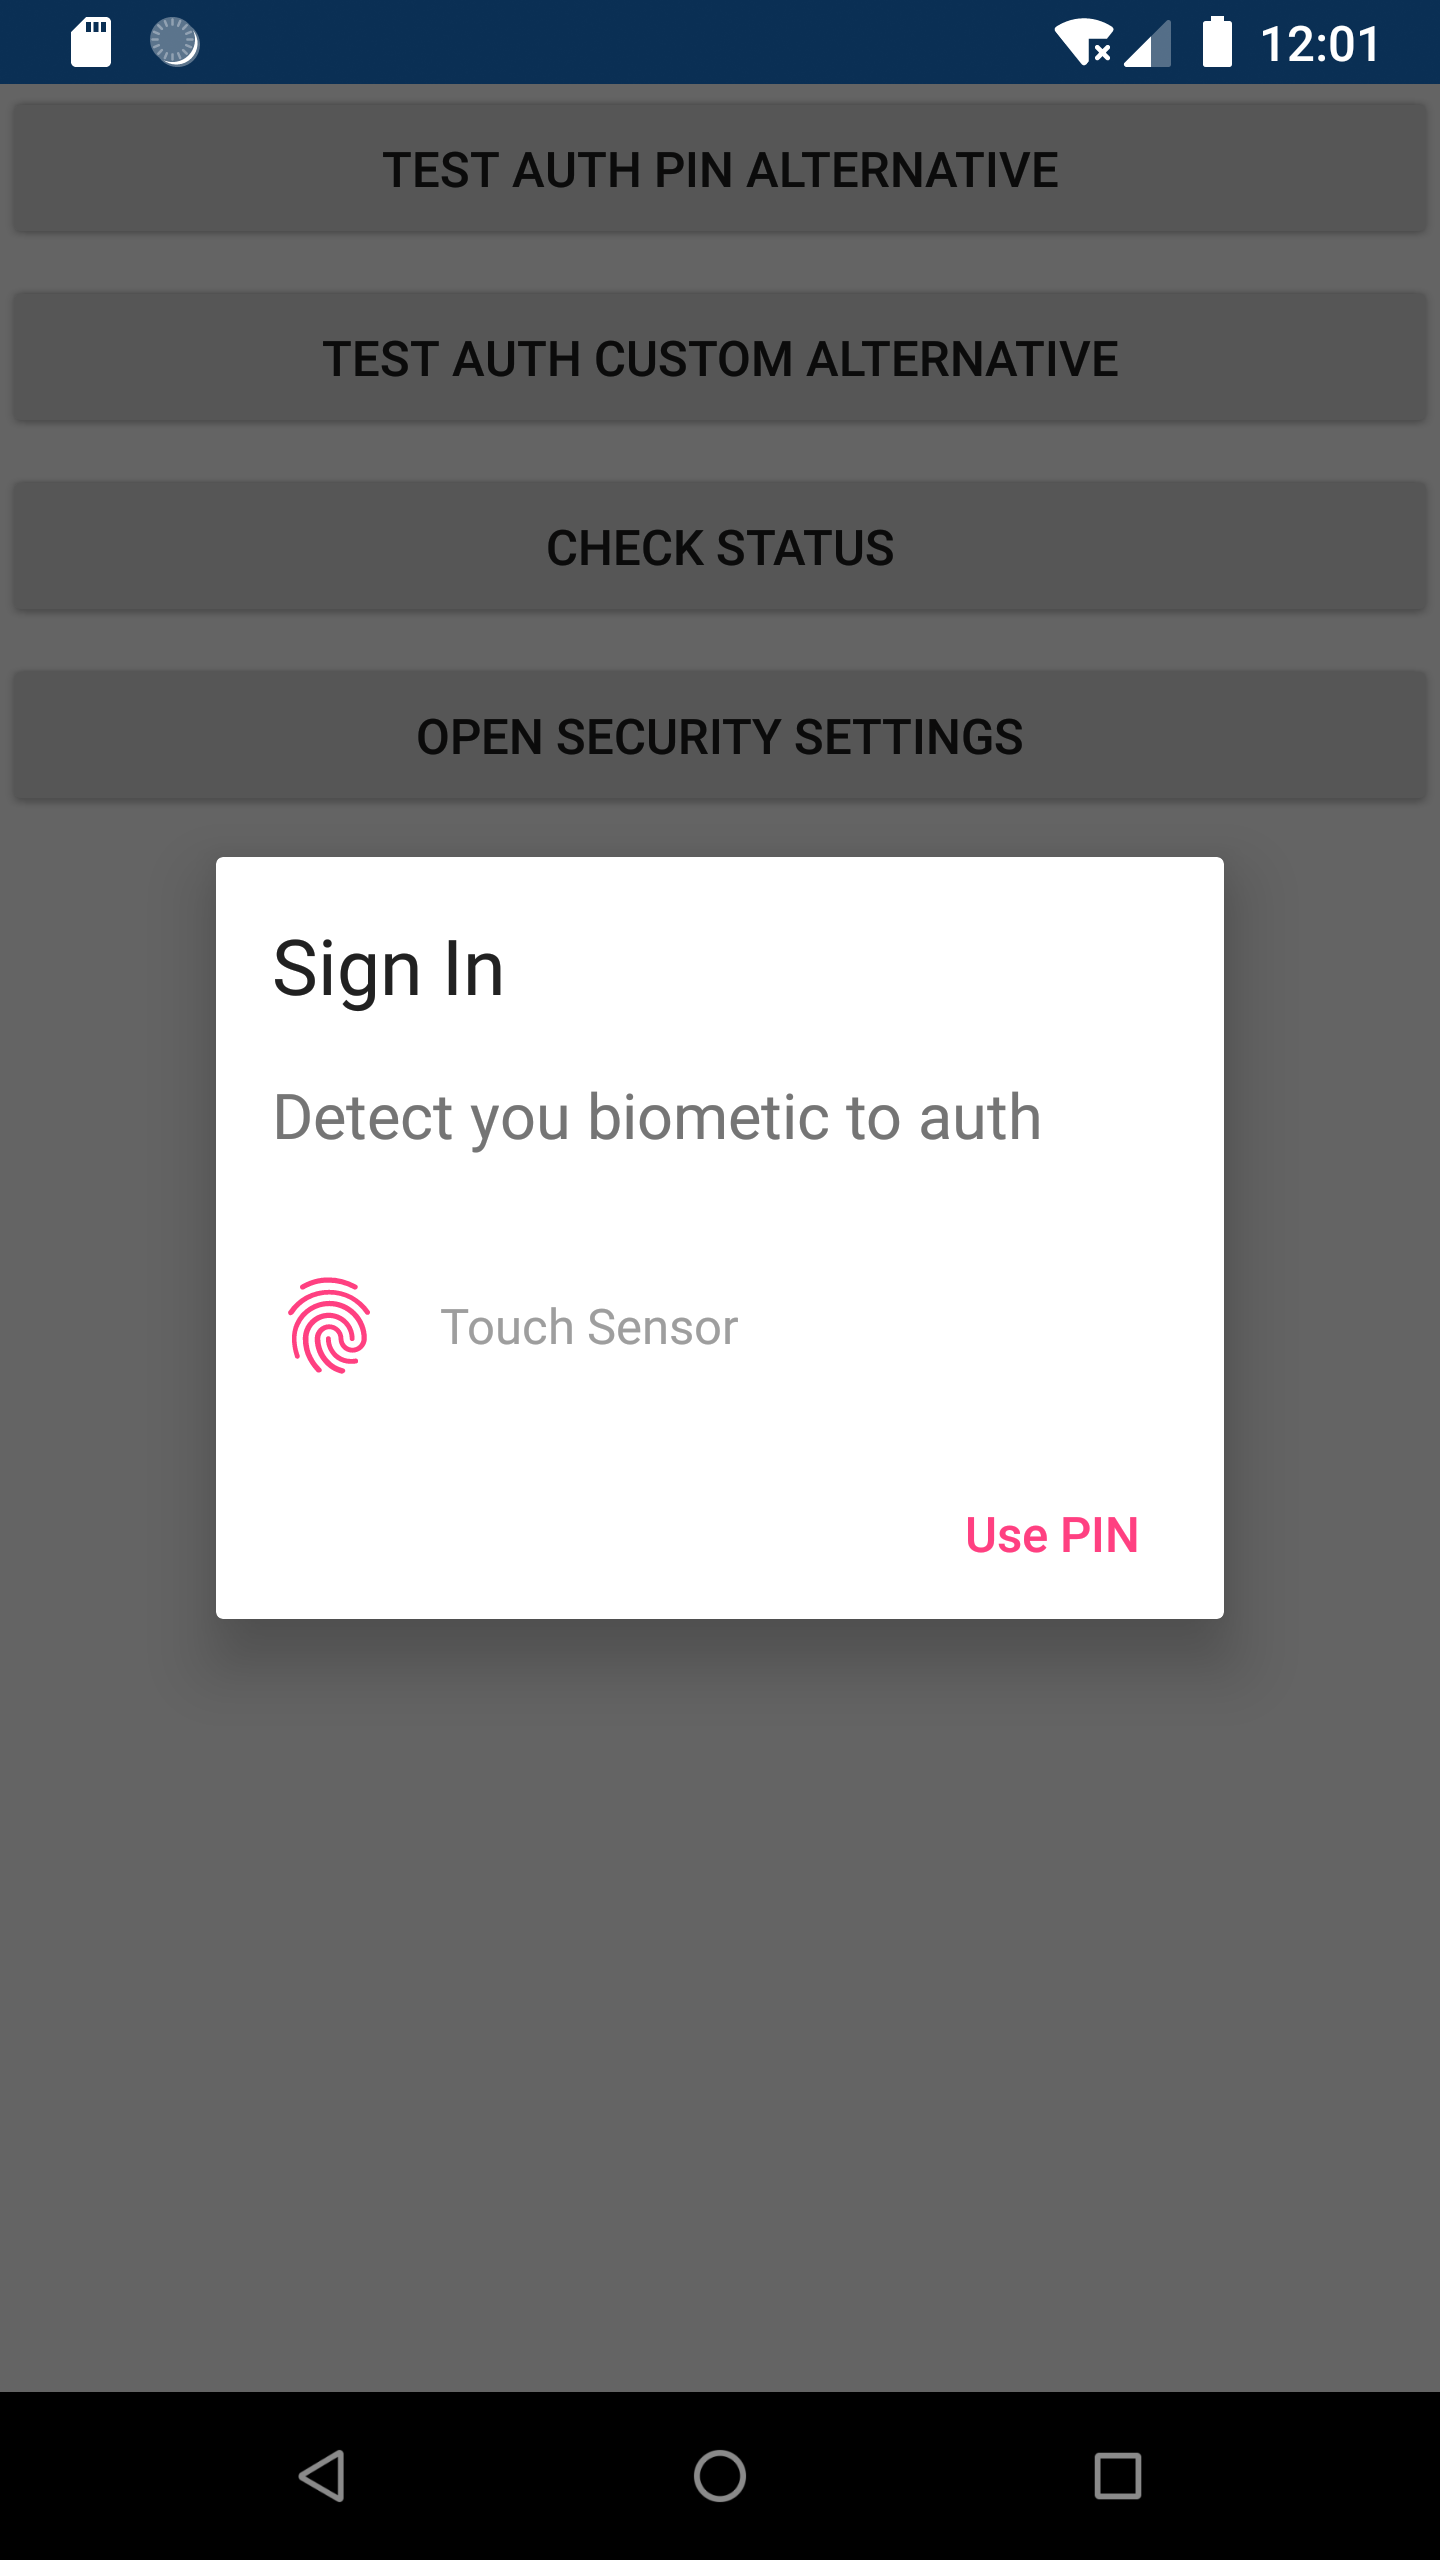 12:01
TEST AUTH PIN ALTERNATIVE
TEST AUTH CUSTOM ALTERNATIVE
CHECK STATUS
OPEN SECURITY SETTINGS
Sign In
Detect you biometic to auth
Touch Sensor
Use PIN